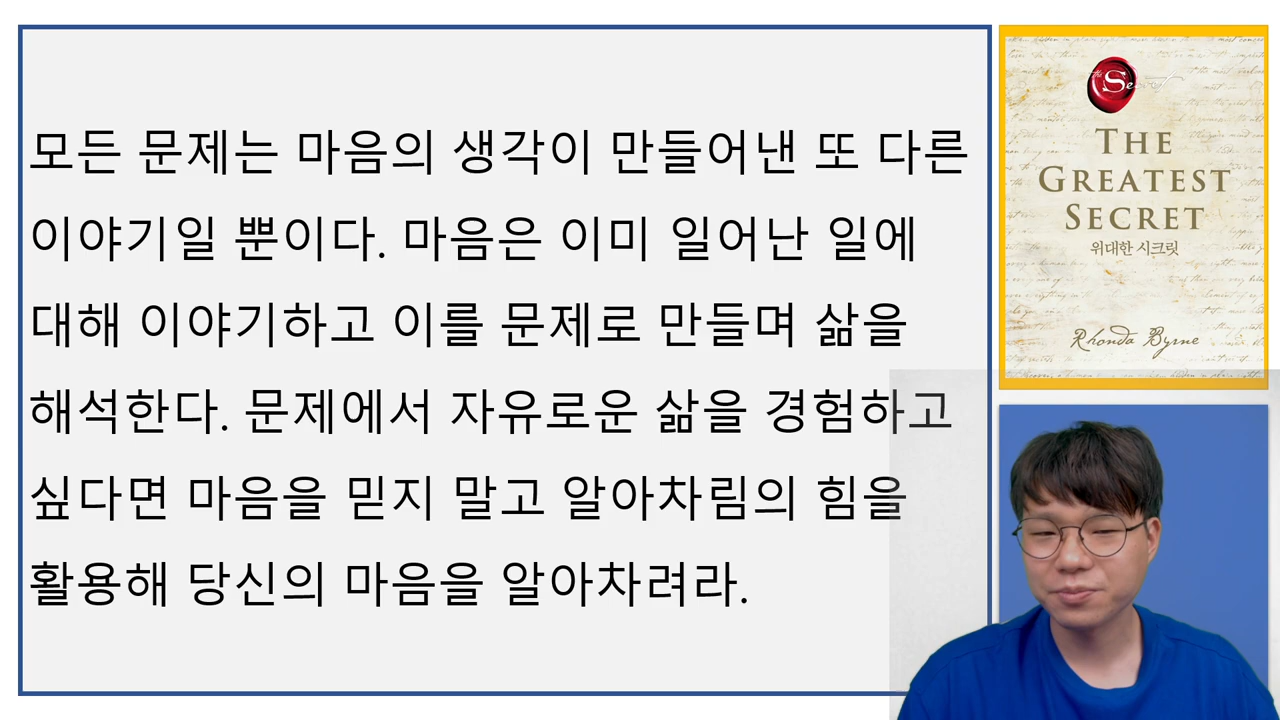 모든 문제는 마음의 생각이 만들어낸 또 다른
이야기일 뿐이다. 마음은 이미 일어난 일에
대해 이야기하고 이를 문제로 만들며 삶을
해석한다. 문제에서 자유로운 삶을 경험하고
싶다면 마음을 믿지 말고 알아차림의 힘을
활용해 당신의 마음을 알아차려라.
The Secret
THE
GREATEST
SECRET
위대한 시크릿
Rhonda Byrne